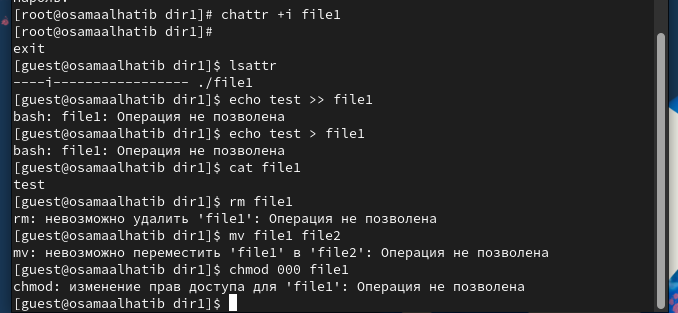 [root@osamaalhatib dir1]# chattr +i file1
[root@osamaalhatib dir1]#
exit
[guest@osamaalhatib dir1]$ lsattr
----i----------------- ./file1
[guest@osamaalhatib dir1]$ echo test >> file1
bash: file1: Операция не позволена
[guest@osamaalhatib dir1]$ echo test > file1
bash: file1: Операция не позволена
[guest@osamaalhatib dir1]$ cat file1
test
[guest@osamaalhatib dir1]$ rm file1
rm: невозможно удалить 'file1': Операция не позволена
[guest@osamaalhatib dir1]$ mv file1 file2
mv: невозможно переместить 'file1' в 'file2': Операция не позволена
[guest@osamaalhatib dir1]$ chmod 000 file1
chmod: изменение прав доступа для 'file1': Операция не позволена
[guest@osamaalhatib dir1]$